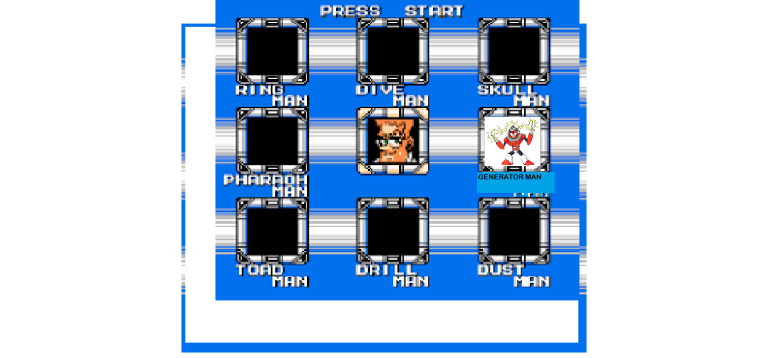 PRESS START
RING MAN
DIVE MAN
SKULL MAN
PHARAOH MAN
GENERATOR MAN
TOAD MAN
DRILL MAN
DUST MAN